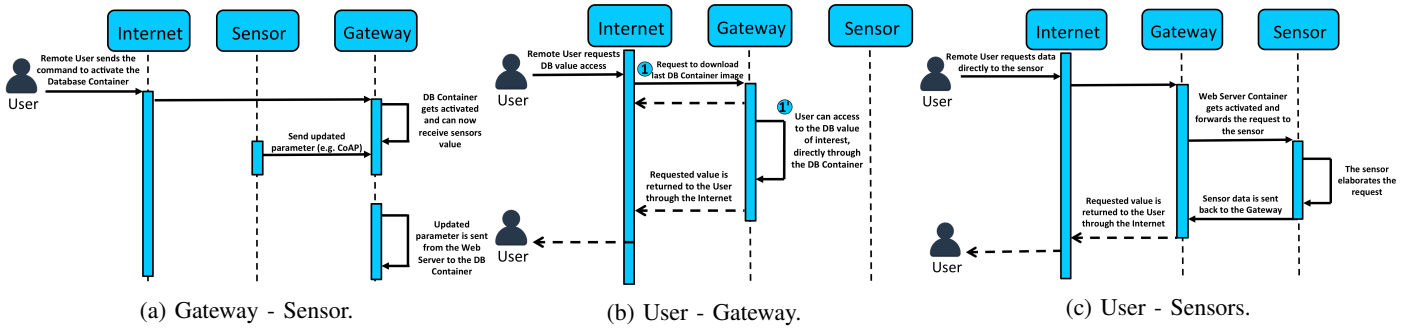 Internet
Sensor
Gateway
Remote User sends the
command to activate the
Database Container
User
DB Container
gets activated
and can now
receive sensors
value
Send updated
parameter (e.g. CoAP)
Updated
parameter is sent
from the Web
Server to the DB
Container
(a) Gateway - Sensor.
Internet
Gateway
Sensor
Remote User requests
DB value access
User
1
Request to download
last DB Container image
1'
User can access
to the DB value
of interest,
directly through
the DB Container
Requested value is
returned to the User
through the Internet
User
(b) User - Gateway.
Internet
Gateway
Sensor
Remote User requests data
directly to the sensor
User
Web Server Container
gets activated and
forwards the request to
the sensor
The sensor
elaborates the
request
Sensor data is sent
back to the Gateway
Requested value is
returned to the User
through the Internet
User
(c) User - Sensors.